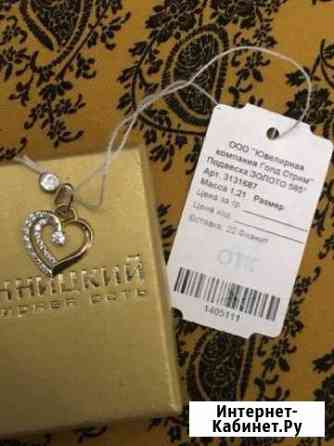 ООО "Ювелирная
компания Голд Стрим"
Подвеска ЗОЛОТО 585°
Арт. 3131687
Масса 1.21 Размер
Цена за гр.
Цена изд.
Вставка: 22 Фианит
ОТК
1405111
ННИЦКИЙ
сеть
Интернет-
Кабинет.Ру